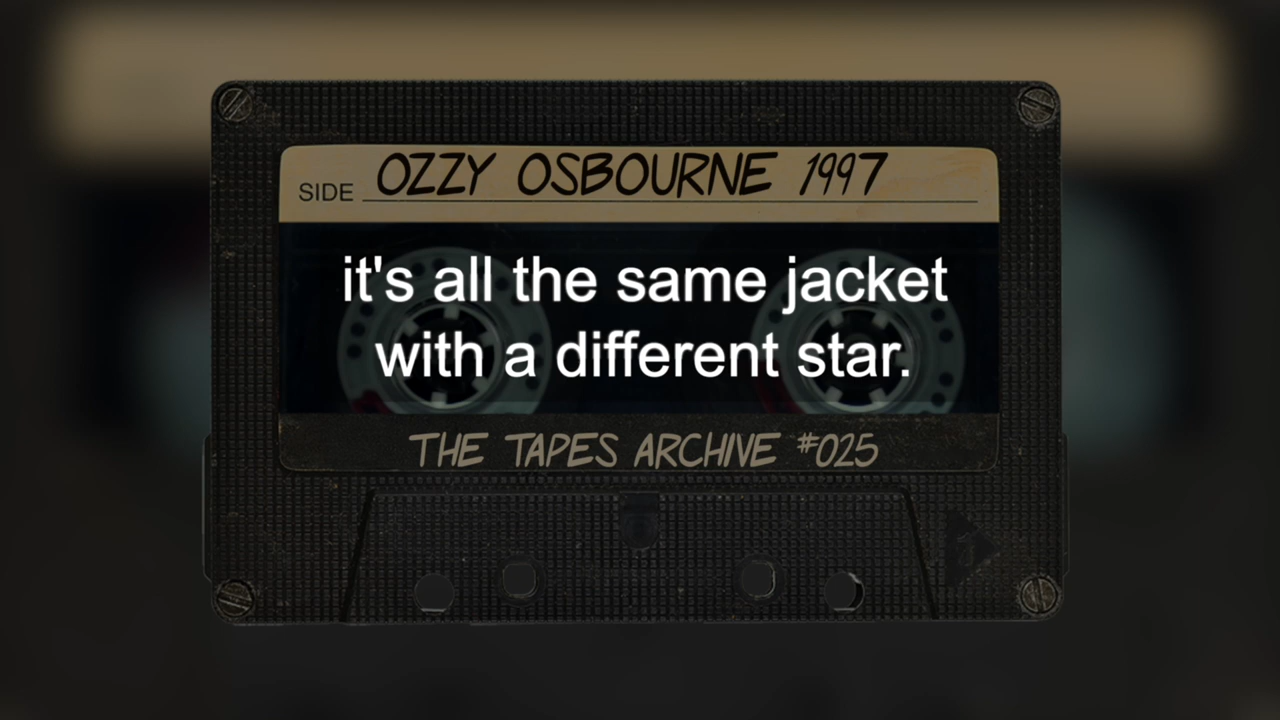 OZZY OSBOURNE 1997
SIDE
it's all the same jacket
with a different star.
THE TAPES ARCHIVE #025